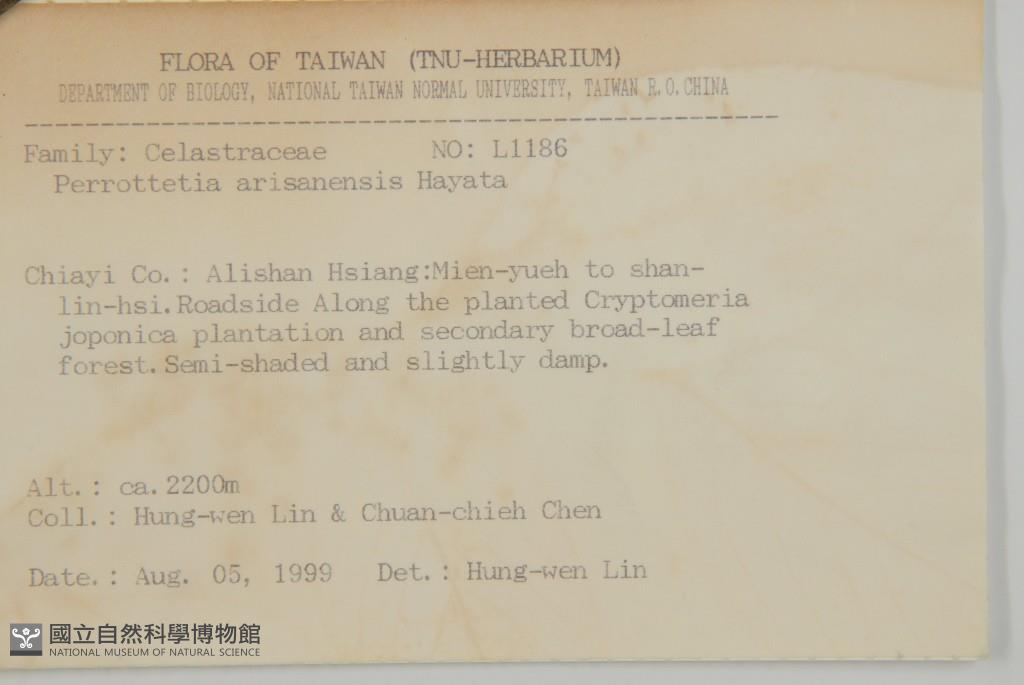 FLORA OF TAIWAN (TNU-HERBARIUM)
DEPARTMENT OF BIOLOGY, NATIONAL TAIWAN NORMAL UNIVERSITY, TAIWAN R.O.CHINA
--------------------------------------------------
Family: Celastraceae NO: L1186
Perrottetia arisanensis Hayata
Chiayi Co.: Alishan Hsiang:Mien-yueh to shan-
lin-hsi.Roadside Along the planted Cryptomeria
joponica plantation and secondary broad-leaf
forest.Semi-shaded and slightly damp.
Alt.: ca.2200m
Coll.: Hung-wen Lin & Chuan-chieh Chen
Date.: Aug. 05, 1999 Det.: Hung-wen Lin
國立自然科學博物館
NATIONAL MUSEUM OF NATURAL SCIENCE